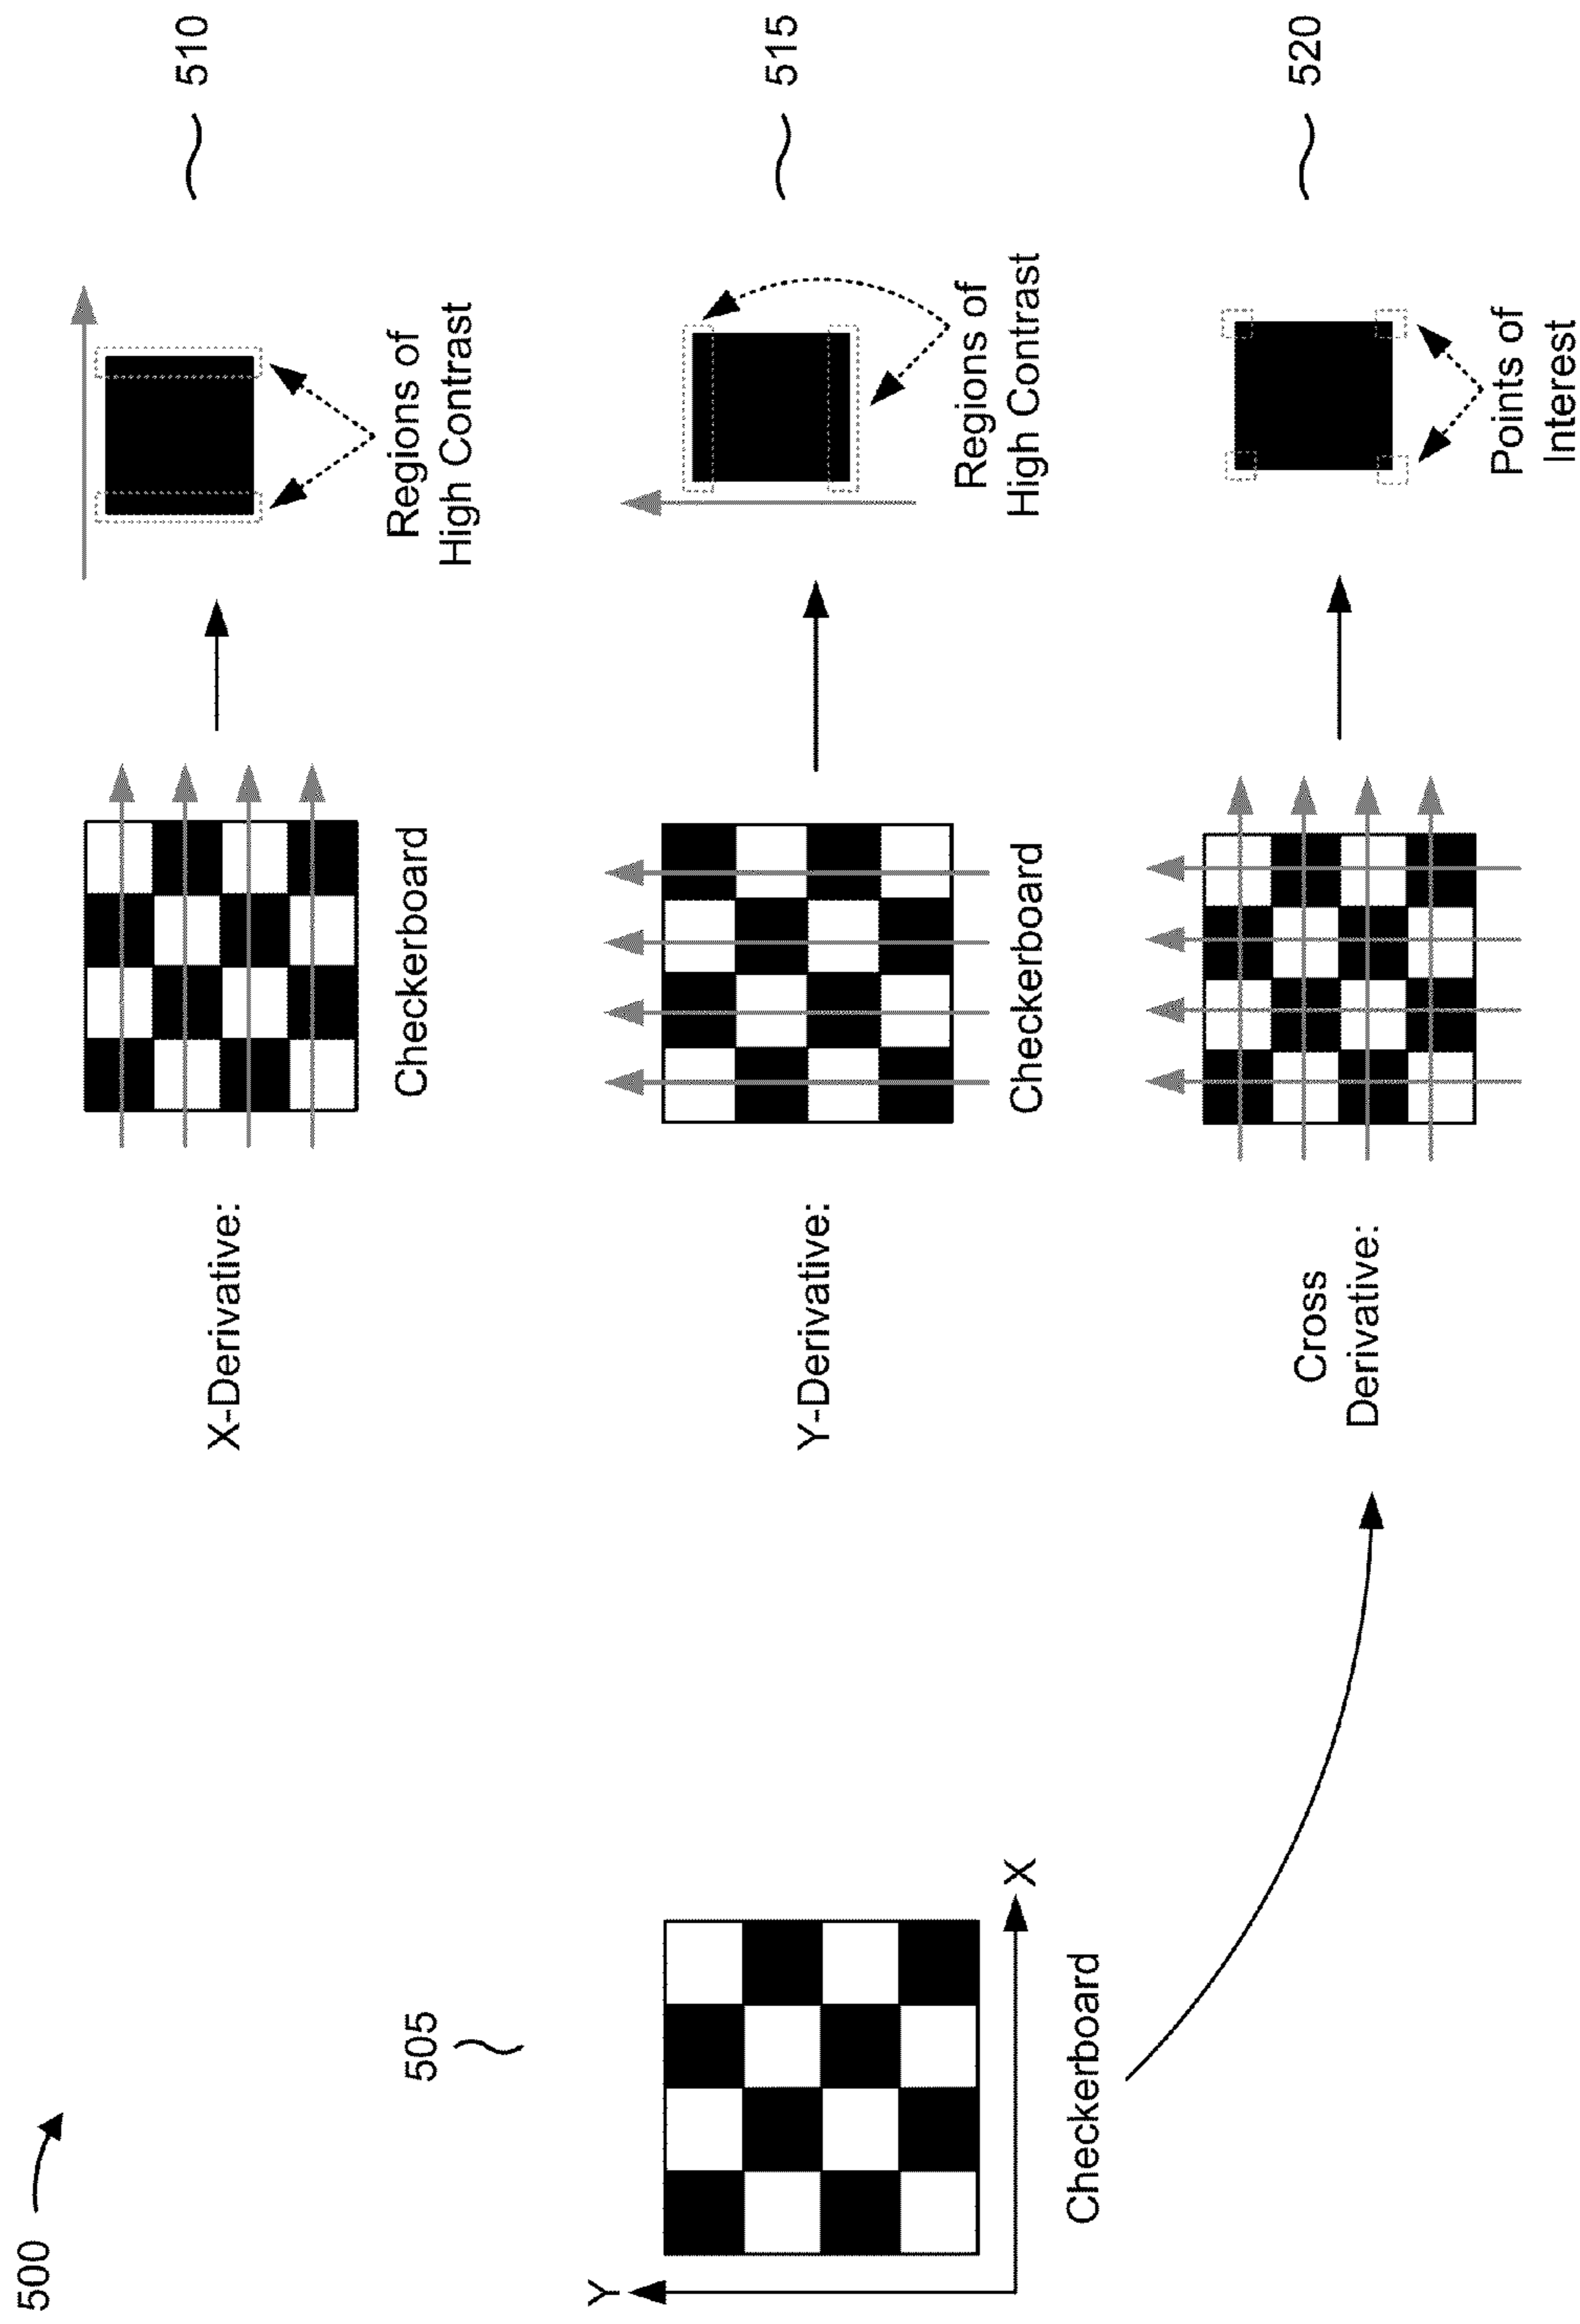 500
505
Y
X
Checkerboard
X-Derivative:
Checkerboard
Regions of
High Contrast
510
Y-Derivative:
Checkerboard
Regions of
High Contrast
515
Cross
Derivative:
Points of
Interest
520